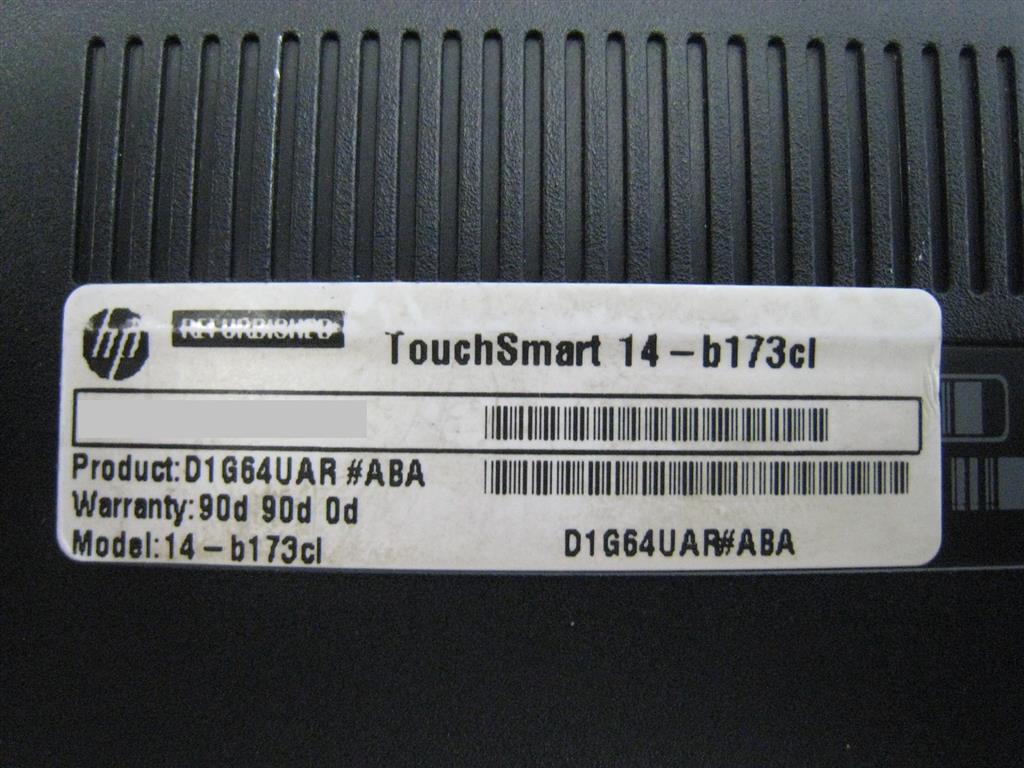 hp REFURBISHED TouchSmart 14-b173cl
Product:D1G64UAR #ABA
Warranty:90d 90d 0d
Model:14-b173cl
D1G64UAR#ABA